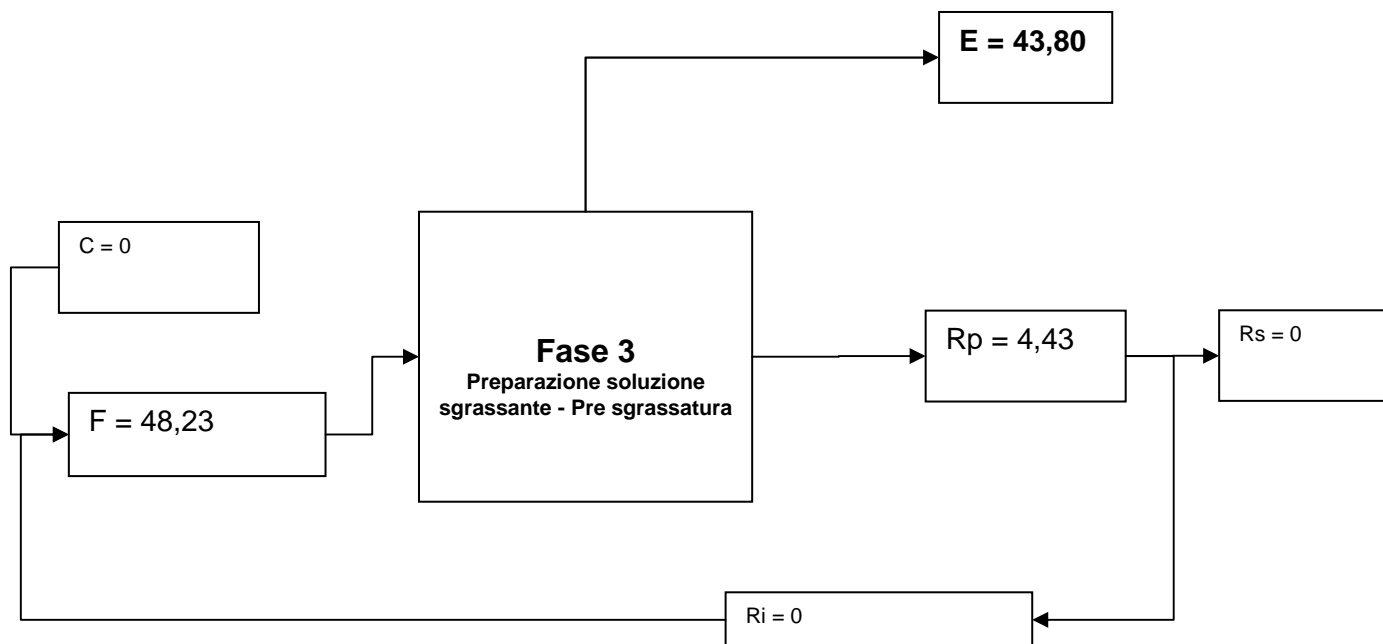 E = 43,80
C = 0
Fase 3
Preparazione soluzione
sgrassante - Pre sgrassatura
Rp = 4,43
Rs = 0
F = 48,23
Ri = 0